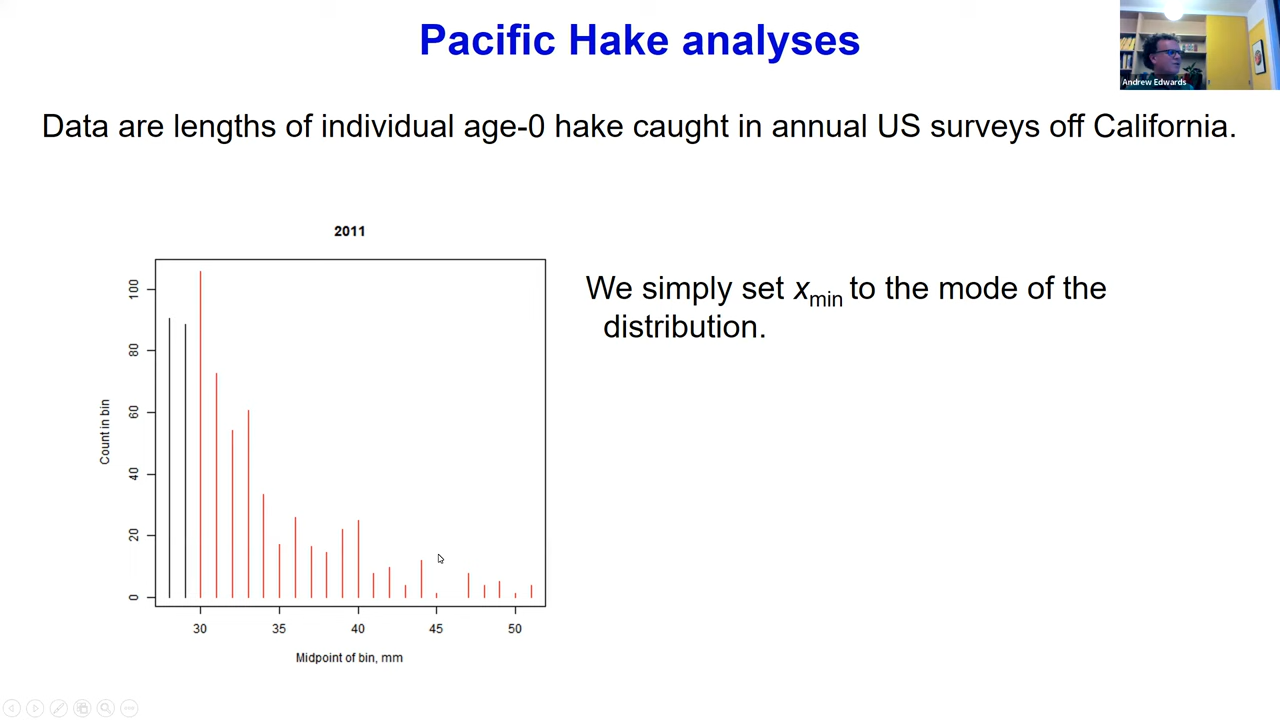 Pacific Hake analyses
Andrew Edwards
Data are lengths of individual age-0 hake caught in annual US surveys off California.
2011
We simply set xmin to the mode of the
distribution.
Count in bin
100
80
60
40
20
0
30 35 40 45 50
Midpoint of bin, mm